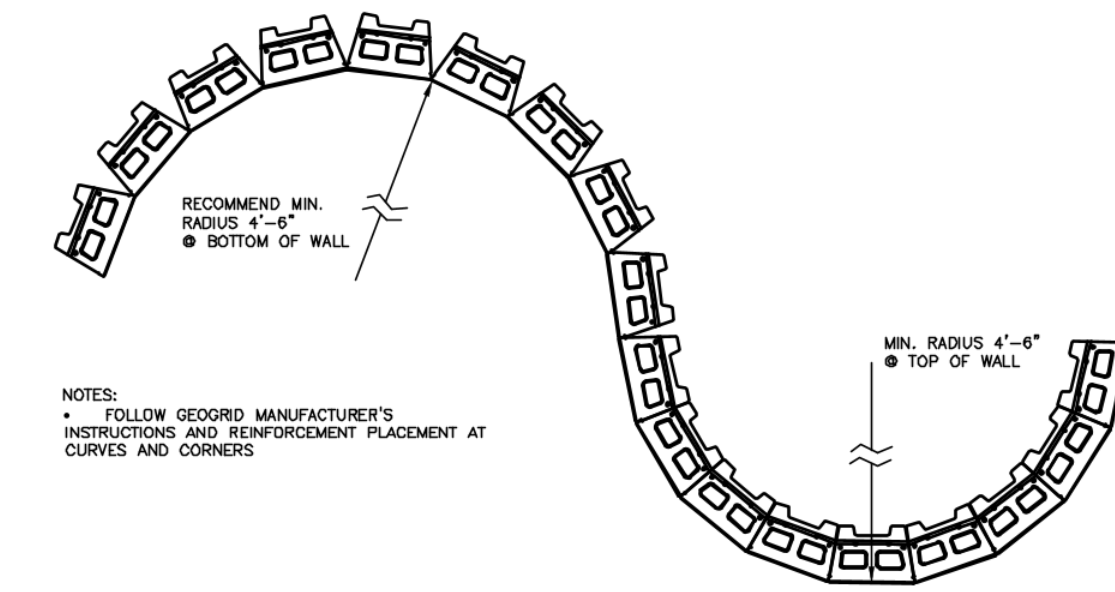 RECOMMEND MIN.
RADIUS 4'-6"
@ BOTTOM OF WALL
MIN. RADIUS 4'-6"
@ TOP OF WALL
NOTES:
• FOLLOW GEOGRID MANUFACTURER'S
INSTRUCTIONS AND REINFORCEMENT PLACEMENT AT
CURVES AND CORNERS